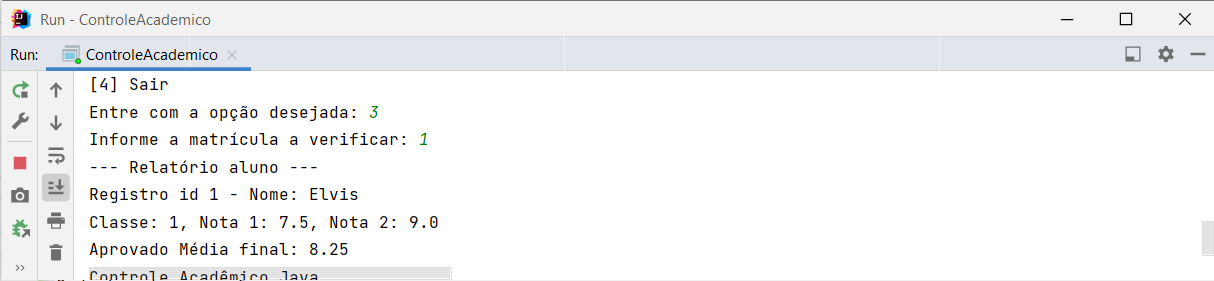 Run - ControleAcademico
Run: ControleAcademico
[4] Sair
Entre com a opção desejada: 3
Informe a matrícula a verificar: 1
--- Relatório aluno ---
Registro id 1 - Nome: Elvis
Classe: 1, Nota 1: 7.5, Nota 2: 9.0
Aprovado Média final: 8.25
Controle Acadêmico Java